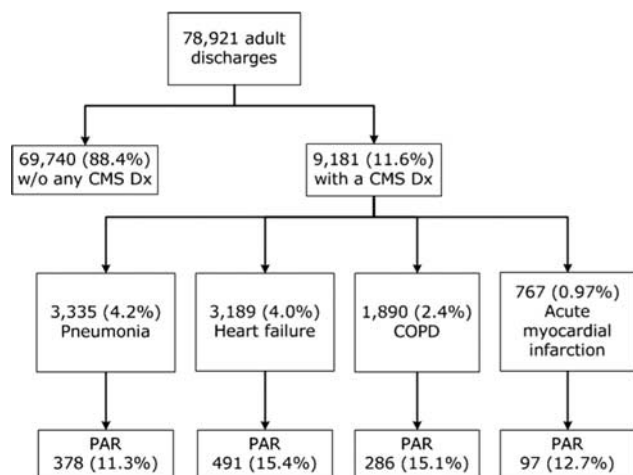 78,921 adult
discharges
69,740 (88.4%)
w/o any CMS Dx
9,181 (11.6%)
with a CMS Dx
3,335 (4.2%)
Pneumonia
3,189 (4.0%)
Heart failure
1,890 (2.4%)
COPD
767 (0.97%)
Acute
myocardial
infarction
PAR
378 (11.3%)
PAR
491 (15.4%)
PAR
286 (15.1%)
PAR
97 (12.7%)